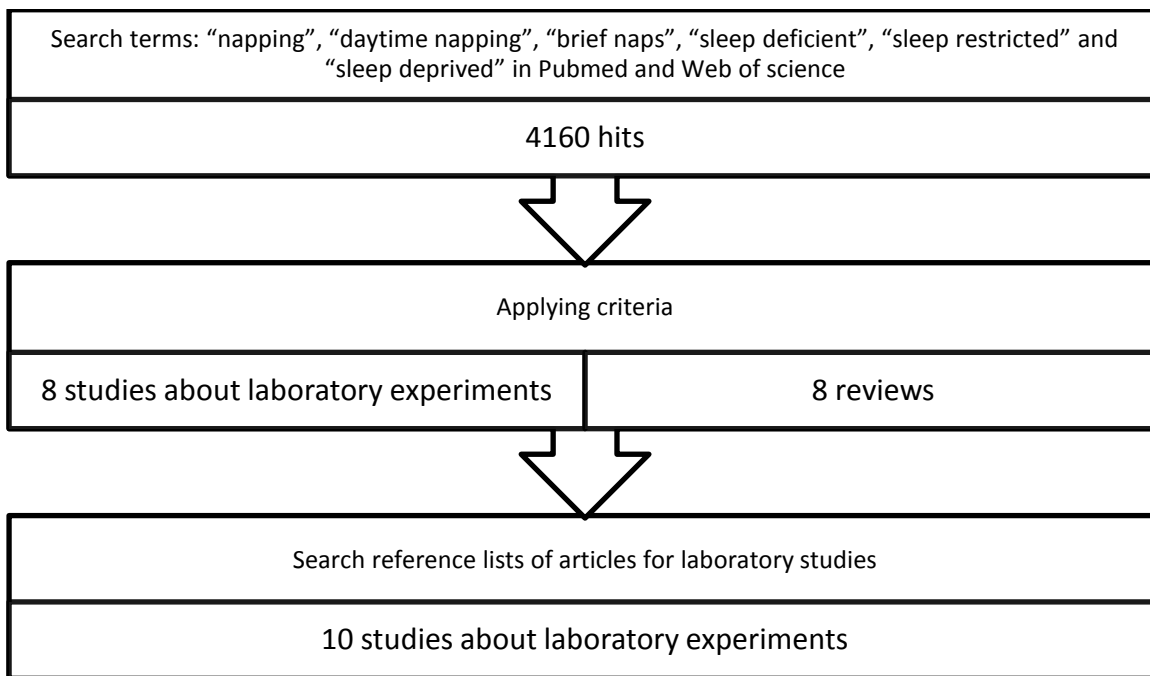 Search terms: “napping”, “daytime napping”, “brief naps”, “sleep deficient”, “sleep restricted” and
“sleep deprived” in Pubmed and Web of science
4160 hits
Applying criteria
8 studies about laboratory experiments
8 reviews
Search reference lists of articles for laboratory studies
10 studies about laboratory experiments